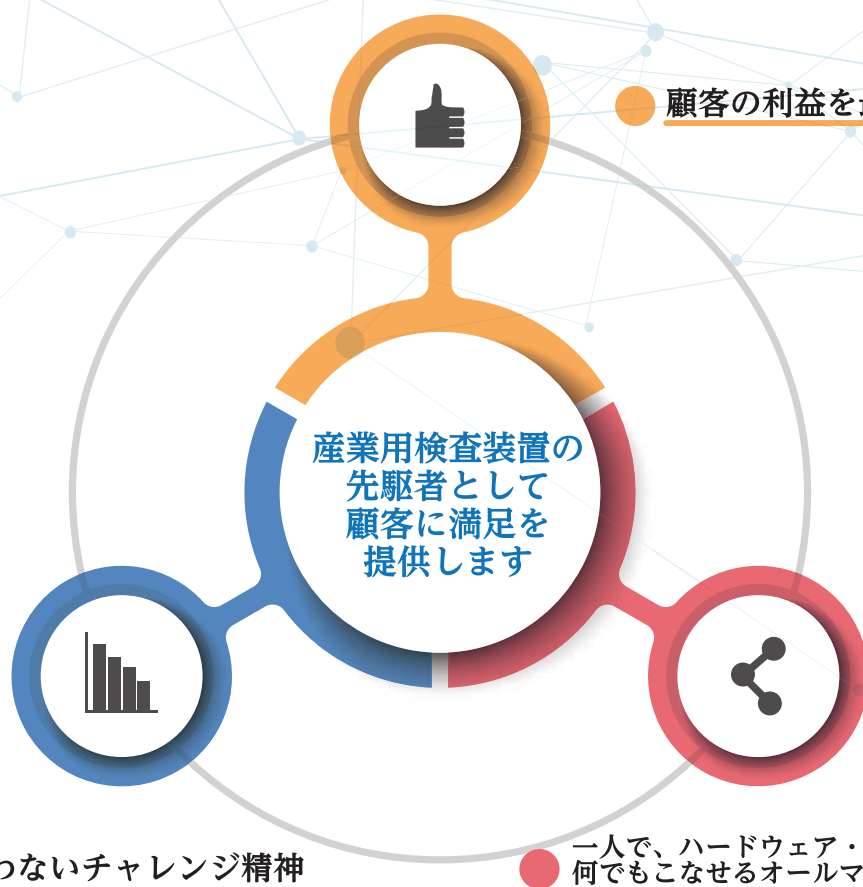 顧客の利益を
産業用検査装置の
先駆者として
顧客に満足を
提供します
わないチャレンジ精神
一人で、ハードウェア・
何でもこなせるオールマ